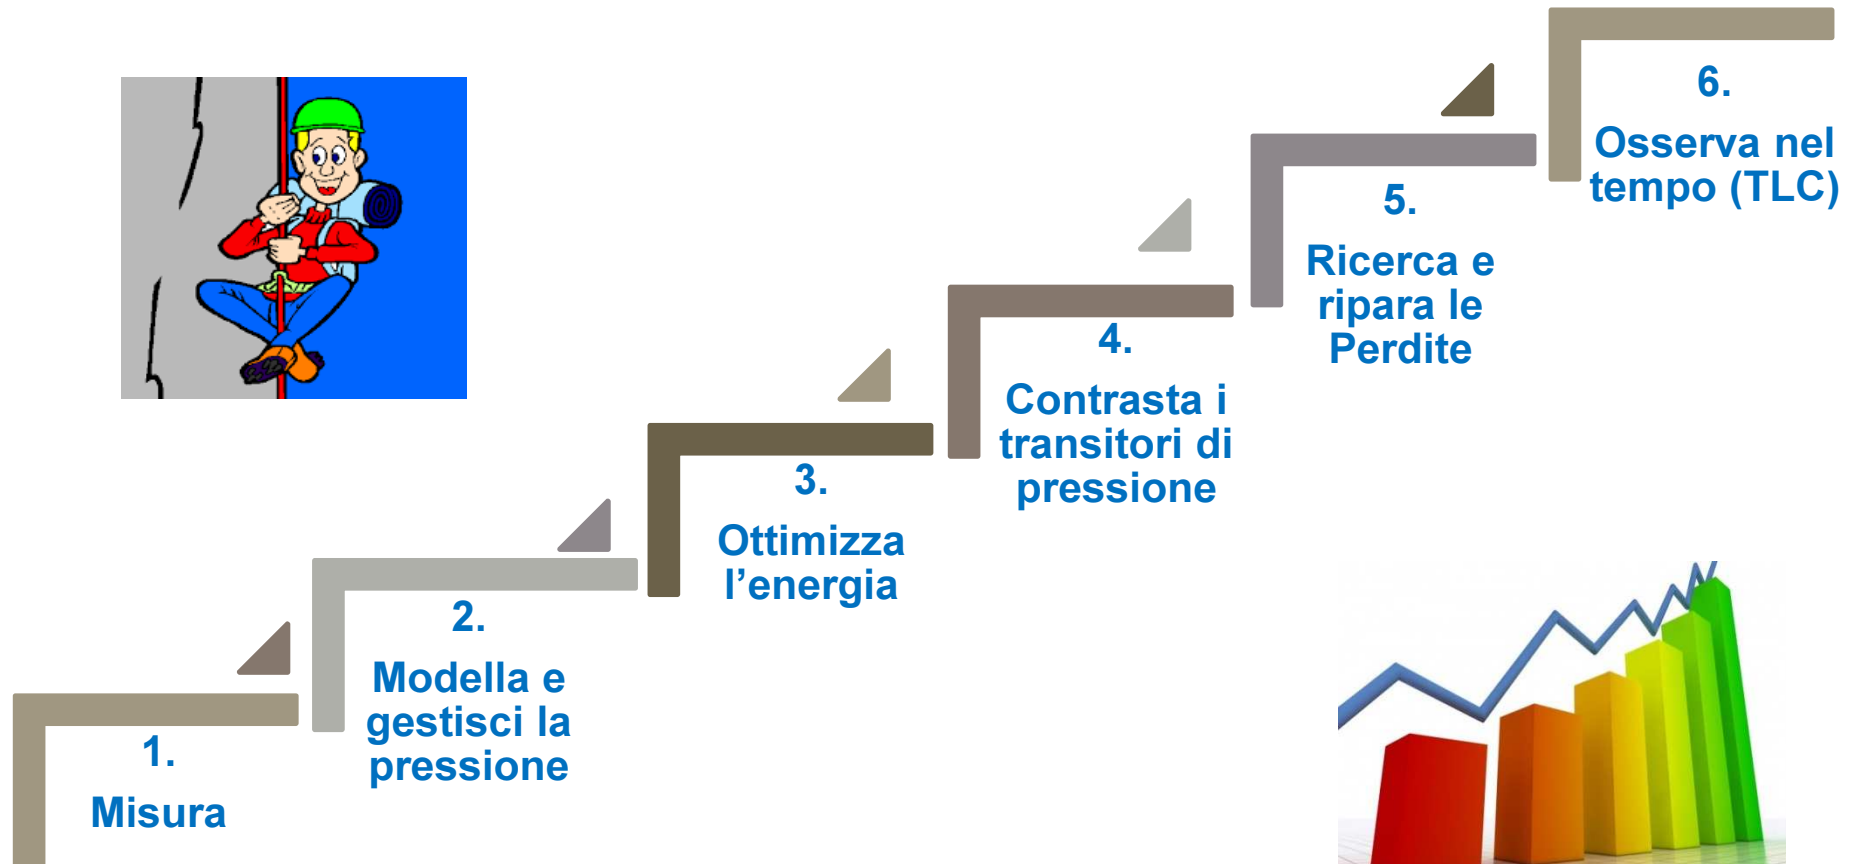 1.
Misura
2.
Modella e
gestisci la
pressione
3.
Ottimizza
l’energia
4.
Contrasta i
transitori di
pressione
5.
Ricerca e
ripara le
Perdite
6.
Osserva nel
tempo (TLC)